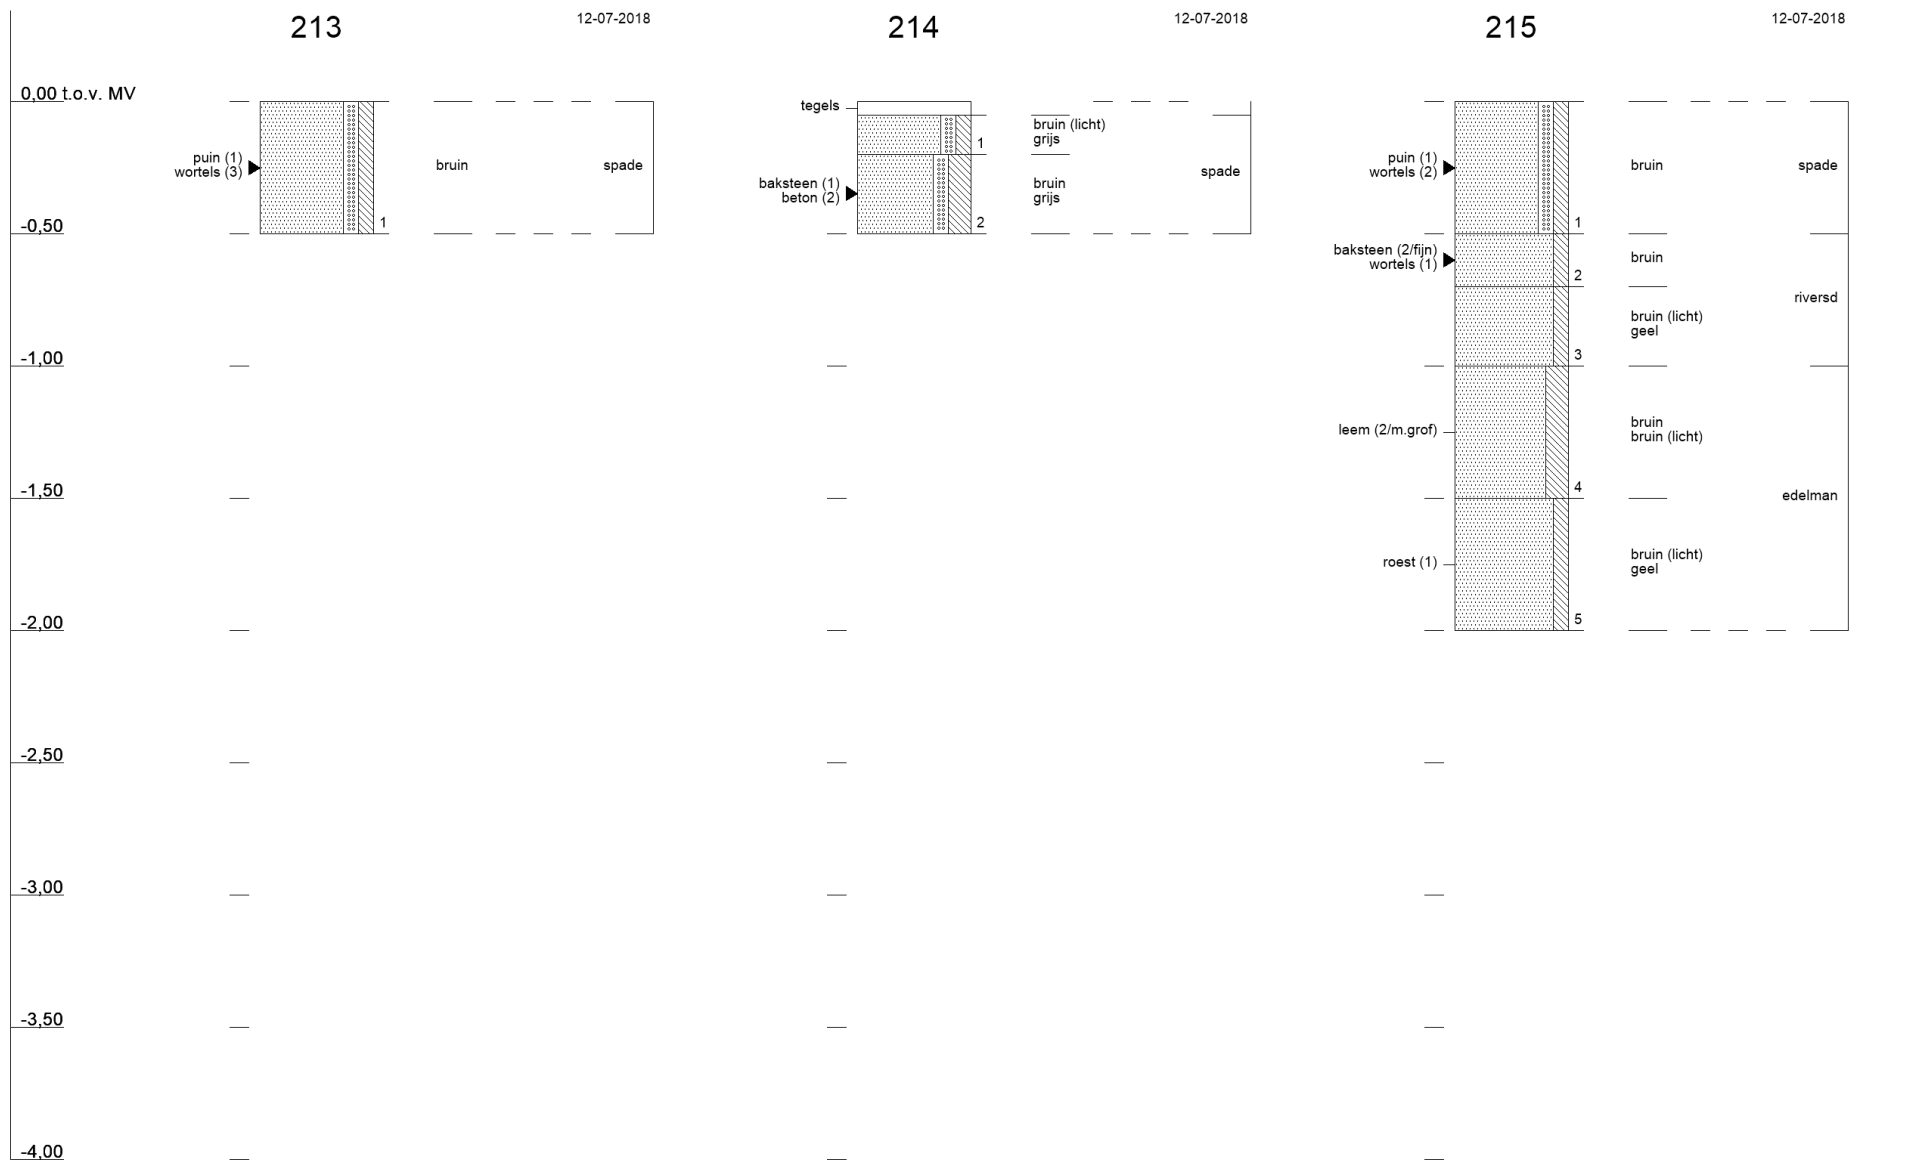 213
12-07-2018
214
12-07-2018
215
12-07-2018
0,00 t.o.v. MV
-0,50
-1,00
-1,50
-2,00
-2,50
-3,00
-3,50
-4,00
puin (1)
wortels (3)
1
bruin
spade
tegels
baksteen (1)
beton (2)
1
2
bruin (licht)
grijs
bruin
grijs
spade
puin (1)
wortels (2)
baksteen (2/fijn)
wortels (1)
leem (2/m.grof)
roest (1)
1
2
3
4
5
bruin
bruin
bruin (licht)
geel
bruin
bruin (licht)
bruin (licht)
geel
spade
riversd
edelman